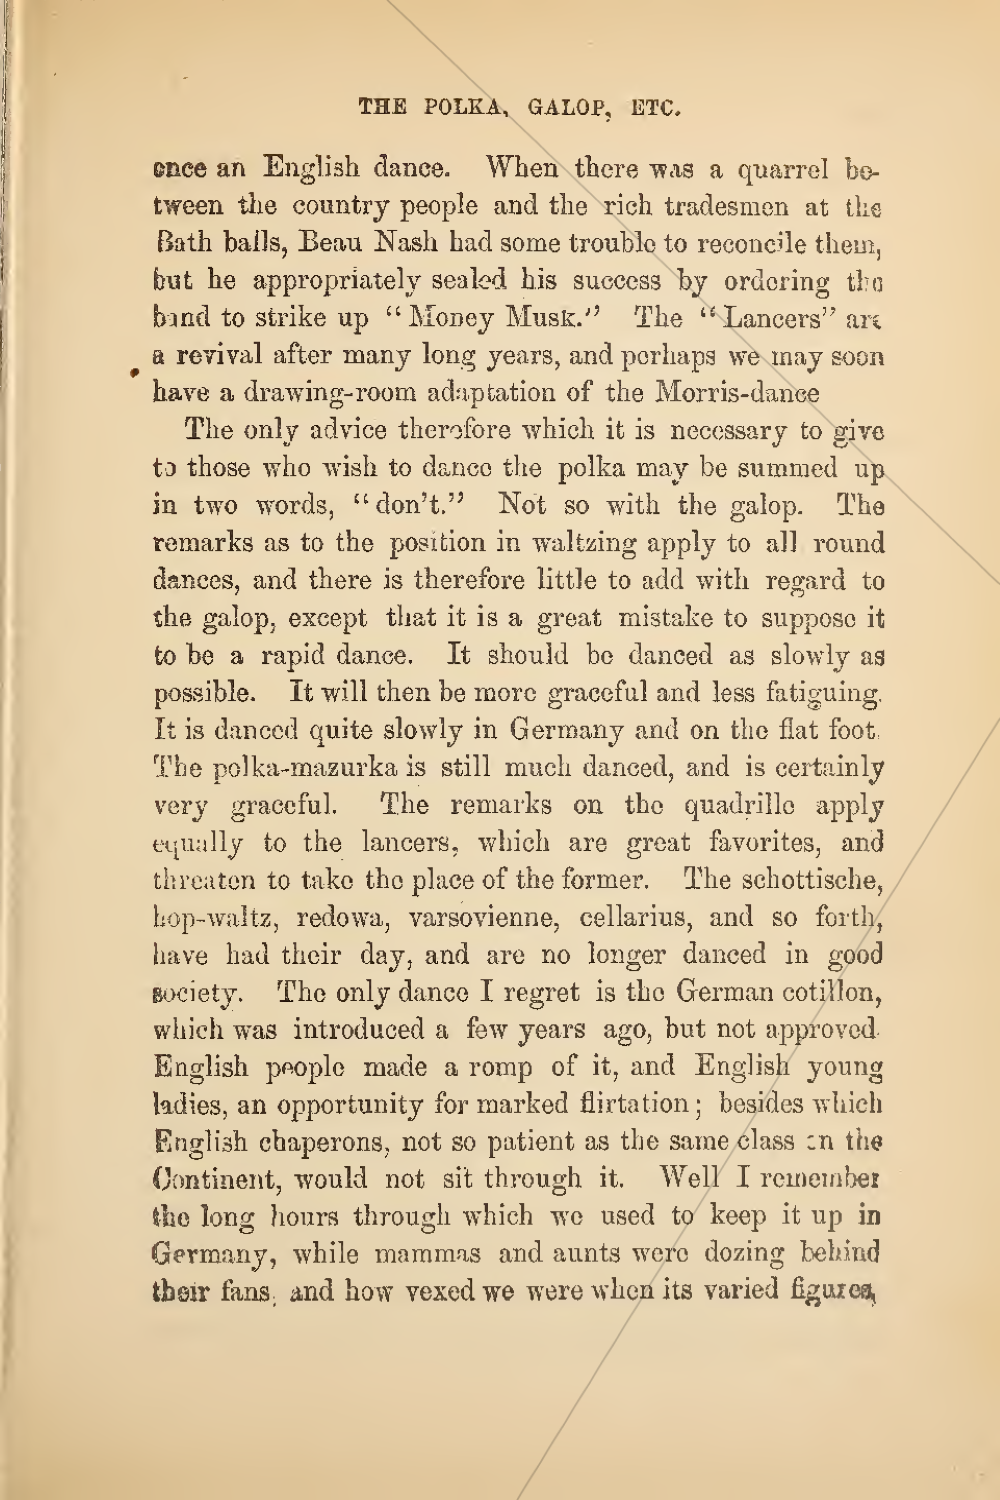 THE POLKA, GALOP, ETC.
once an English dance. When there was a quarrel be-
tween the country people and the rich tradesmen at the
Bath balls, Beau Nash had some trouble to reconcile them,
but he appropriately sealed his success by ordering the
band to strike up “Money Musk.” The “Lancers” are
a revival after many long years, and perhaps we may soon
have a drawing-room adaptation of the Morris-dance
The only advice therefore which it is necessary to give
to those who wish to dance the polka may be summed up
in two words, “don’t.” Not so with the galop. The
remarks as to the position in waltzing apply to all round
dances, and there is therefore little to add with regard to
the galop, except that it is a great mistake to suppose it
to be a rapid dance. It should be danced as slowly as
possible. It will then be more graceful and less fatiguing.
It is danced quite slowly in Germany and on the flat foot.
The polka-mazurka is still much danced, and is certainly
very graceful. The remarks on the quadrille apply
equally to the lancers, which are great favorites, and
threaten to take the place of the former. The schottische,
hop-waltz, redowa, varsovienne, cellarius, and so forth,
have had their day, and are no longer danced in good
society. The only dance I regret is the German cotillon,
which was introduced a few years ago, but not approved.
English people made a romp of it, and English young
ladies, an opportunity for marked flirtation; besides which
English chaperons, not so patient as the same class on the
Continent, would not sit through it. Well I remember
the long hours through which we used to keep it up in
Germany, while mammas and aunts were dozing behind
their fans, and how vexed we were when its varied figures,